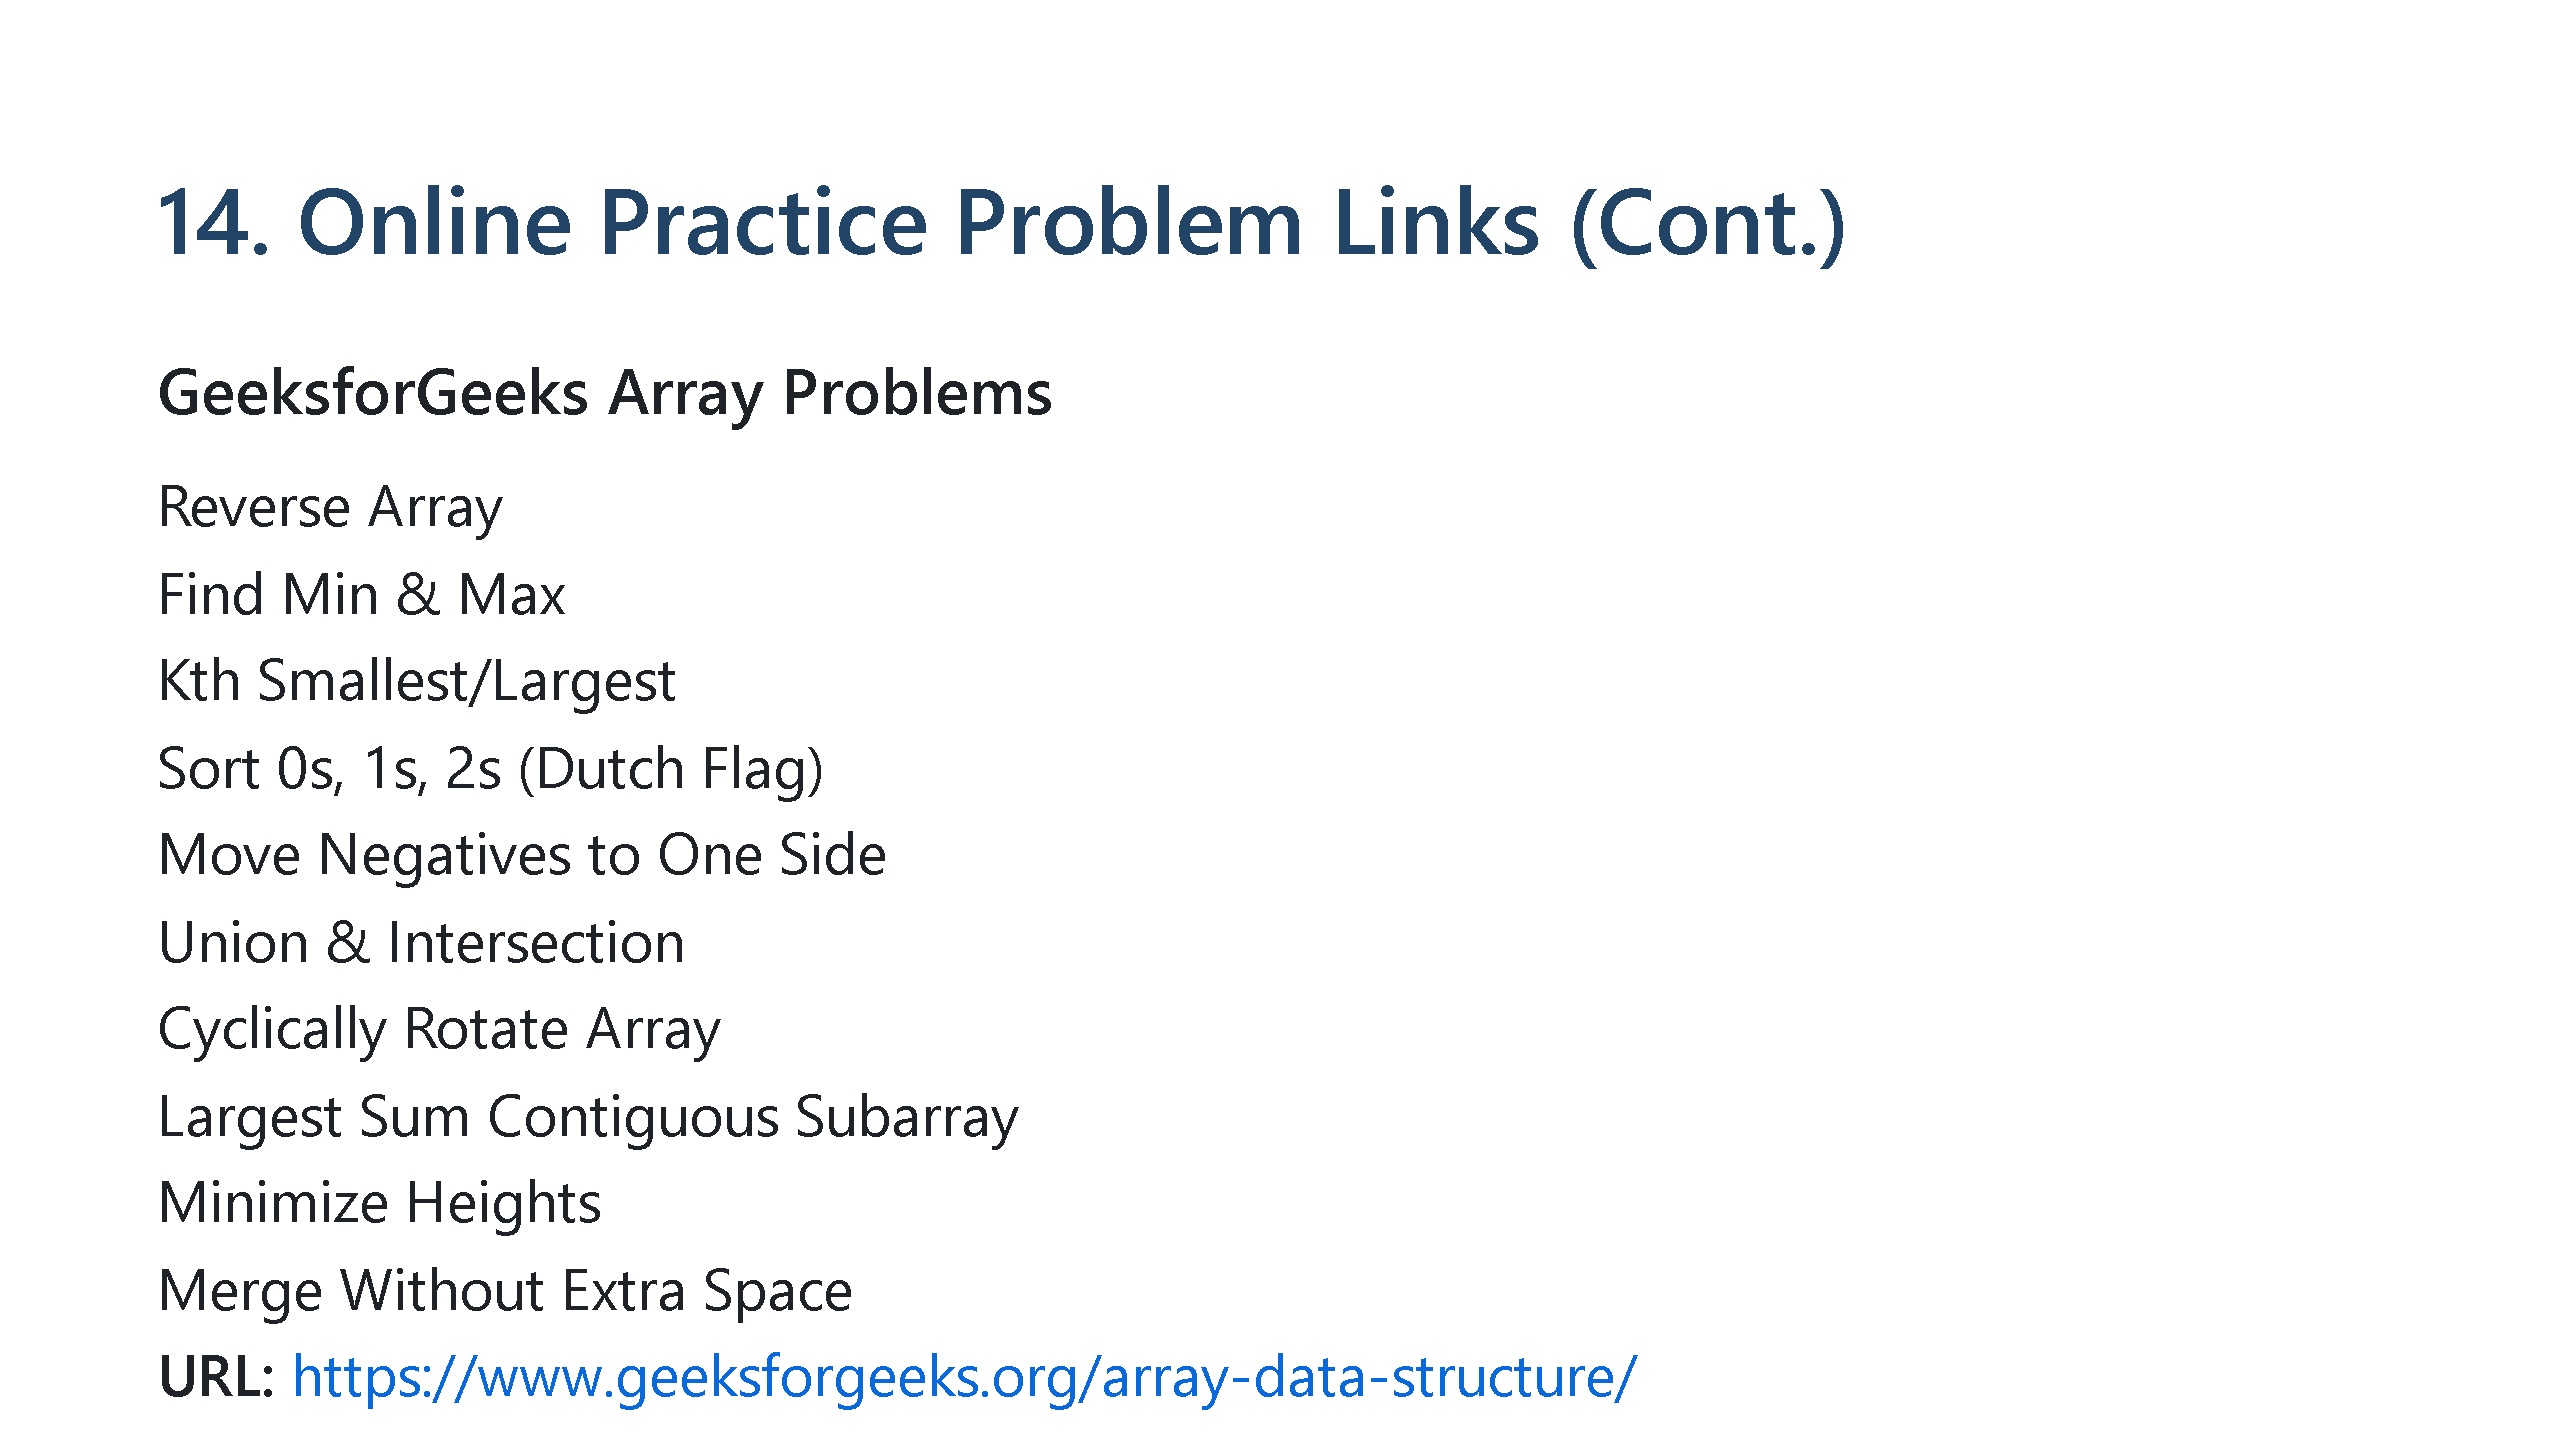 14. Online Practice Problem Links (Cont.)
GeeksforGeeks Array Problems
Reverse Array
Find Min & Max
Kth Smallest/Largest
Sort 0s, 1s, 2s (Dutch Flag)
Move Negatives to One Side
Union & Intersection
Cyclically Rotate Array
Largest Sum Contiguous Subarray
Minimize Heights
Merge Without Extra Space
URL: https://www.geeksforgeeks.org/array-data-structure/